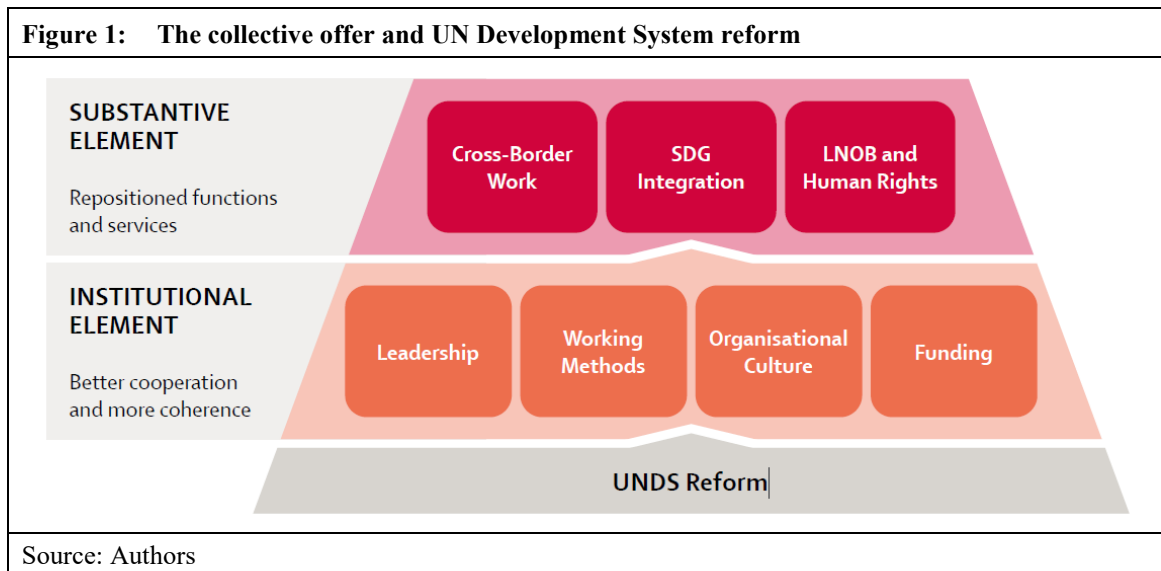 Figure 1: The collective offer and UN Development System reform
SUBSTANTIVE
ELEMENT
Repositioned functions
and services
Cross-Border
Work
SDG
Integration
LNOB and
Human Rights
INSTITUTIONAL
ELEMENT
Better cooperation
and more coherence
Leadership
Working
Methods
Organisational
Culture
Funding
UNDS Reform
Source: Authors